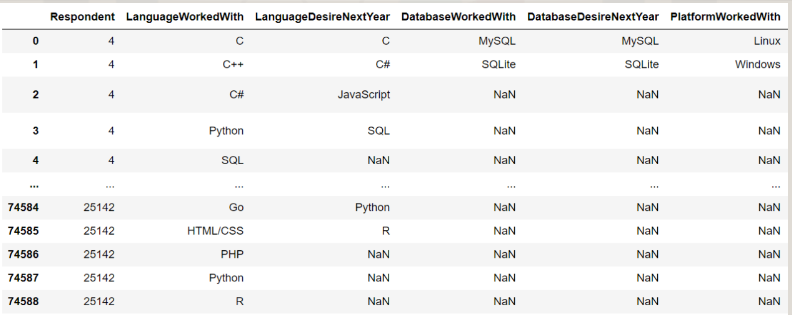 Respondent LanguageWorkedWith LanguageDesireNextYear DatabaseWorkedWith DatabaseDesireNextYear PlatformWorkedWith
0 4 C C MySQL MySQL Linux
1 4 C++ C# SQLite SQLite Windows
2 4 C# JavaScript NaN NaN NaN
3 4 Python SQL NaN NaN NaN
4 4 SQL NaN NaN NaN NaN
... ... ... ... ... ... ...
74584 25142 Go Python NaN NaN NaN
74585 25142 HTML/CSS R NaN NaN NaN
74586 25142 PHP NaN NaN NaN NaN
74587 25142 Python NaN NaN NaN NaN
74588 25142 R NaN NaN NaN NaN